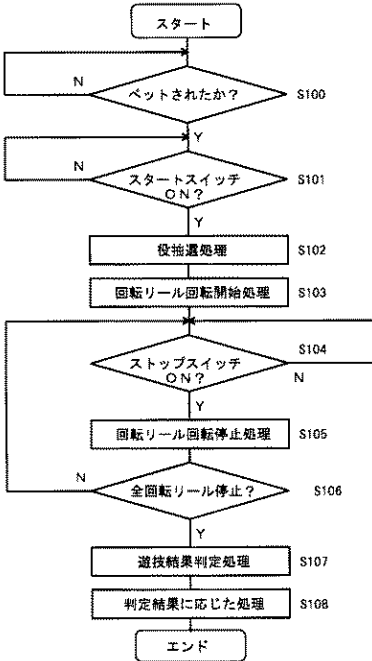 スタート
N
ベットされたか？
S100
Y
N
スタートスイッチ
ON？
S101
Y
役抽選処理
S102
回転リール回転開始処理
S103
ストップスイッチ
ON？
S104
N
Y
回転リール回転停止処理
S105
N
全回転リール停止？
S106
Y
遊技結果判定処理
S107
判定結果に応じた処理
S108
エンド